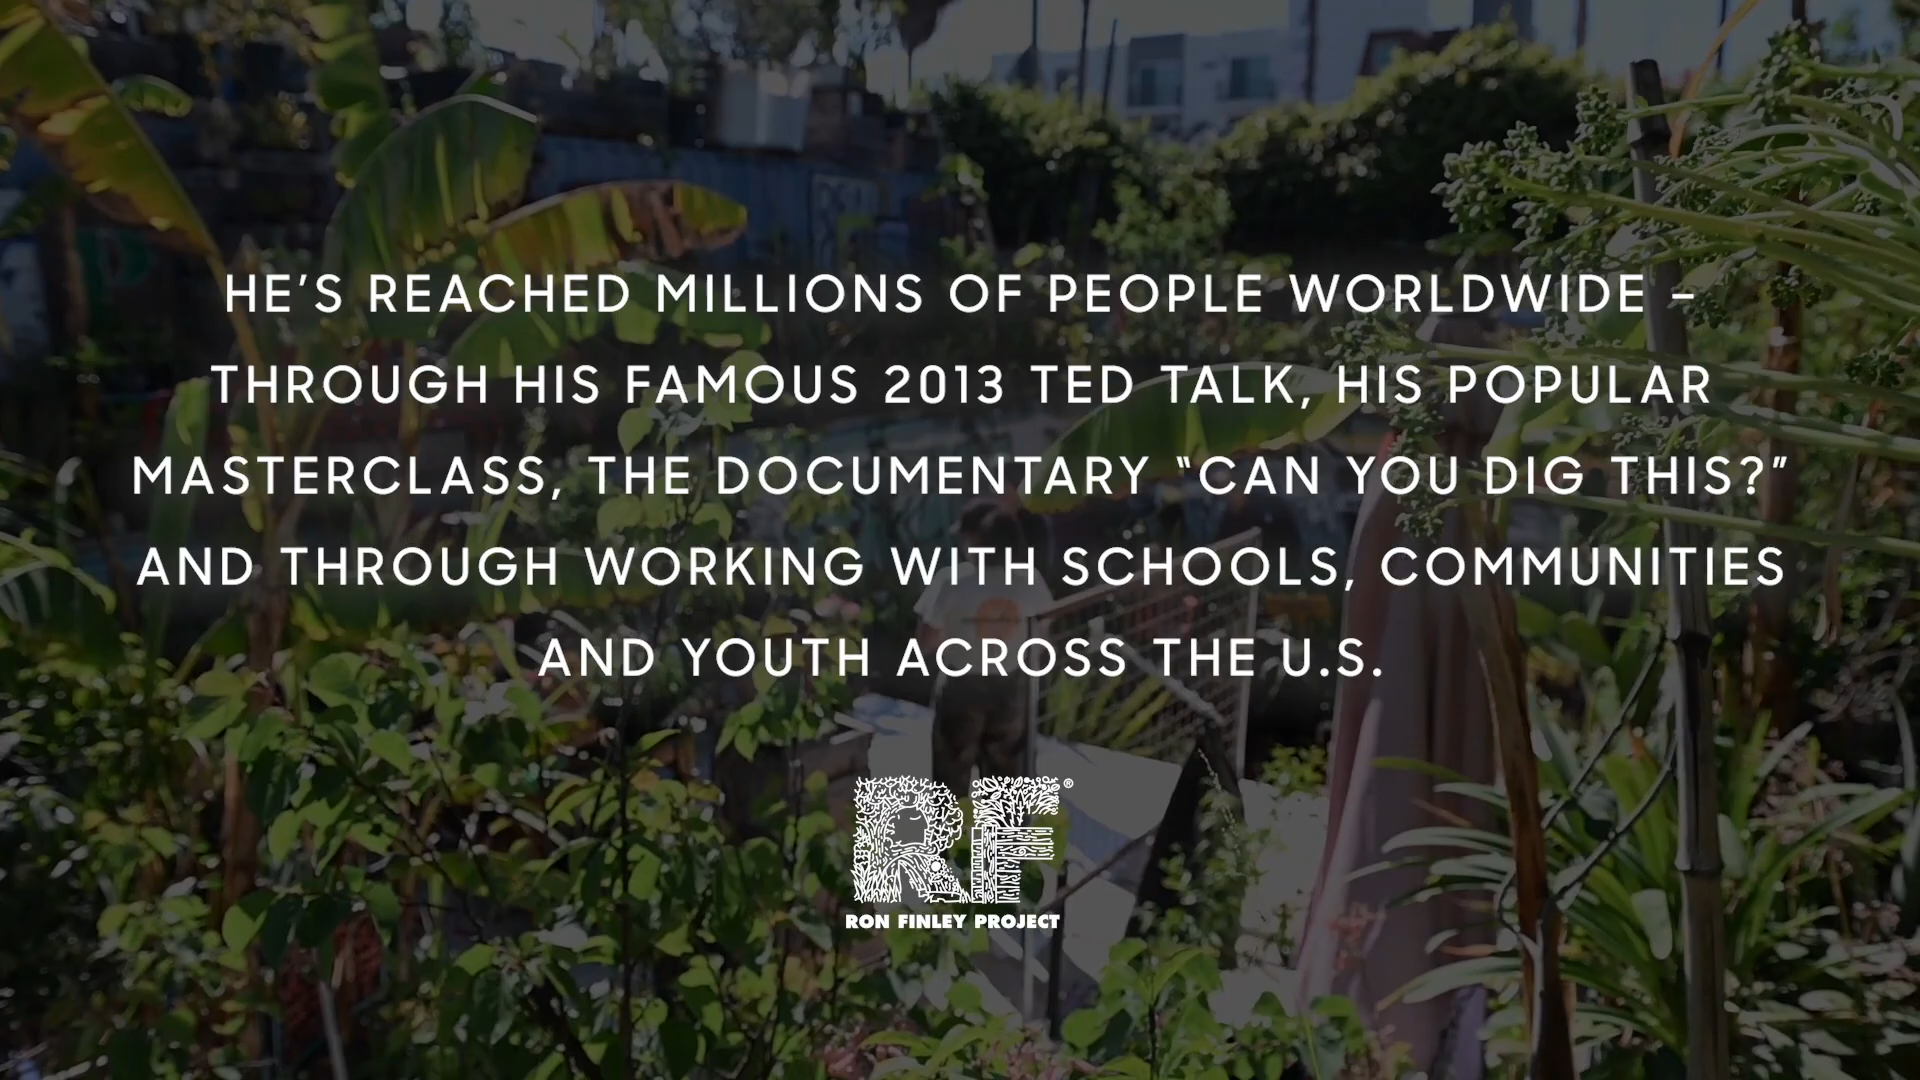 HE’S REACHED MILLIONS OF PEOPLE WORLDWIDE –
THROUGH HIS FAMOUS 2013 TED TALK, HIS POPULAR
MASTERCLASS, THE DOCUMENTARY “CAN YOU DIG THIS?”
AND THROUGH WORKING WITH SCHOOLS, COMMUNITIES
AND YOUTH ACROSS THE U.S.
RF®
RON FINLEY PROJECT